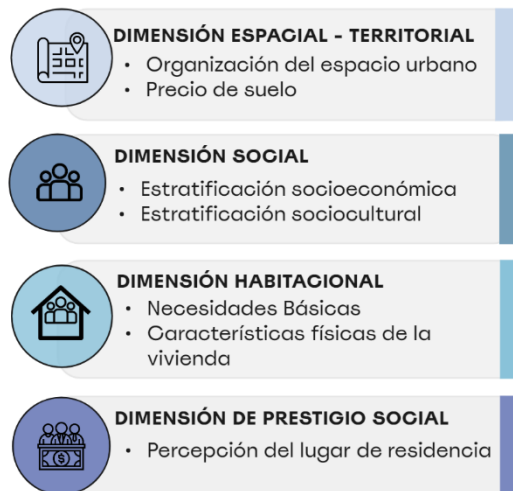 DIMENSIÓN ESPACIAL - TERRITORIAL
• Organización del espacio urbano
• Precio de suelo
DIMENSIÓN SOCIAL
• Estratificación socioeconómica
• Estratificación sociocultural
DIMENSIÓN HABITACIONAL
• Necesidades Básicas
• Características físicas de la
vivienda
DIMENSIÓN DE PRESTIGIO SOCIAL
• Percepción del lugar de residencia
$